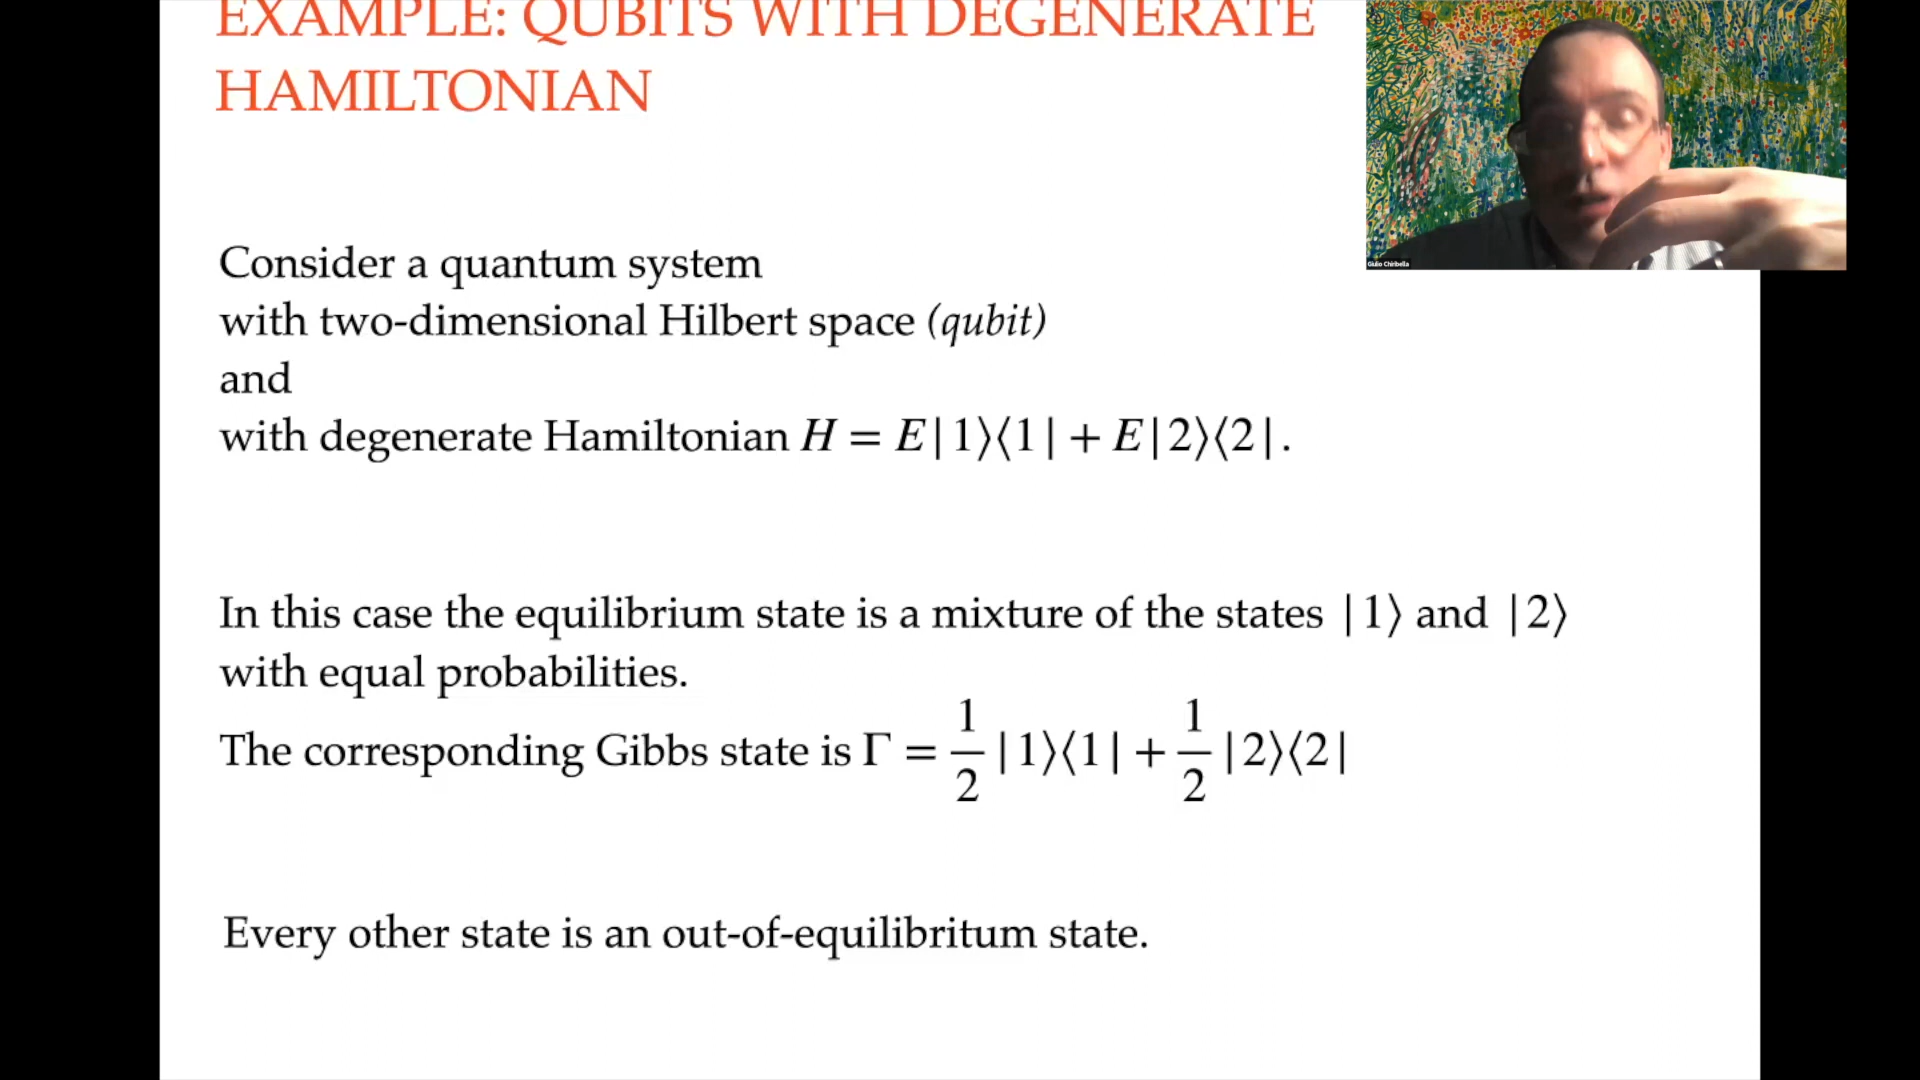 EXAMPLE: QUBITS WITH DEGENERATE
HAMILTONIAN
Giulio Chiribella
Consider a quantum system
with two-dimensional Hilbert space (qubit)
and
with degenerate Hamiltonian H = E|1⟩⟨1| + E|2⟩⟨2|.
In this case the equilibrium state is a mixture of the states |1⟩ and |2⟩
with equal probabilities.
The corresponding Gibbs state is Γ = 1/2 |1⟩⟨1| + 1/2 |2⟩⟨2|
Every other state is an out-of-equilibritum state.